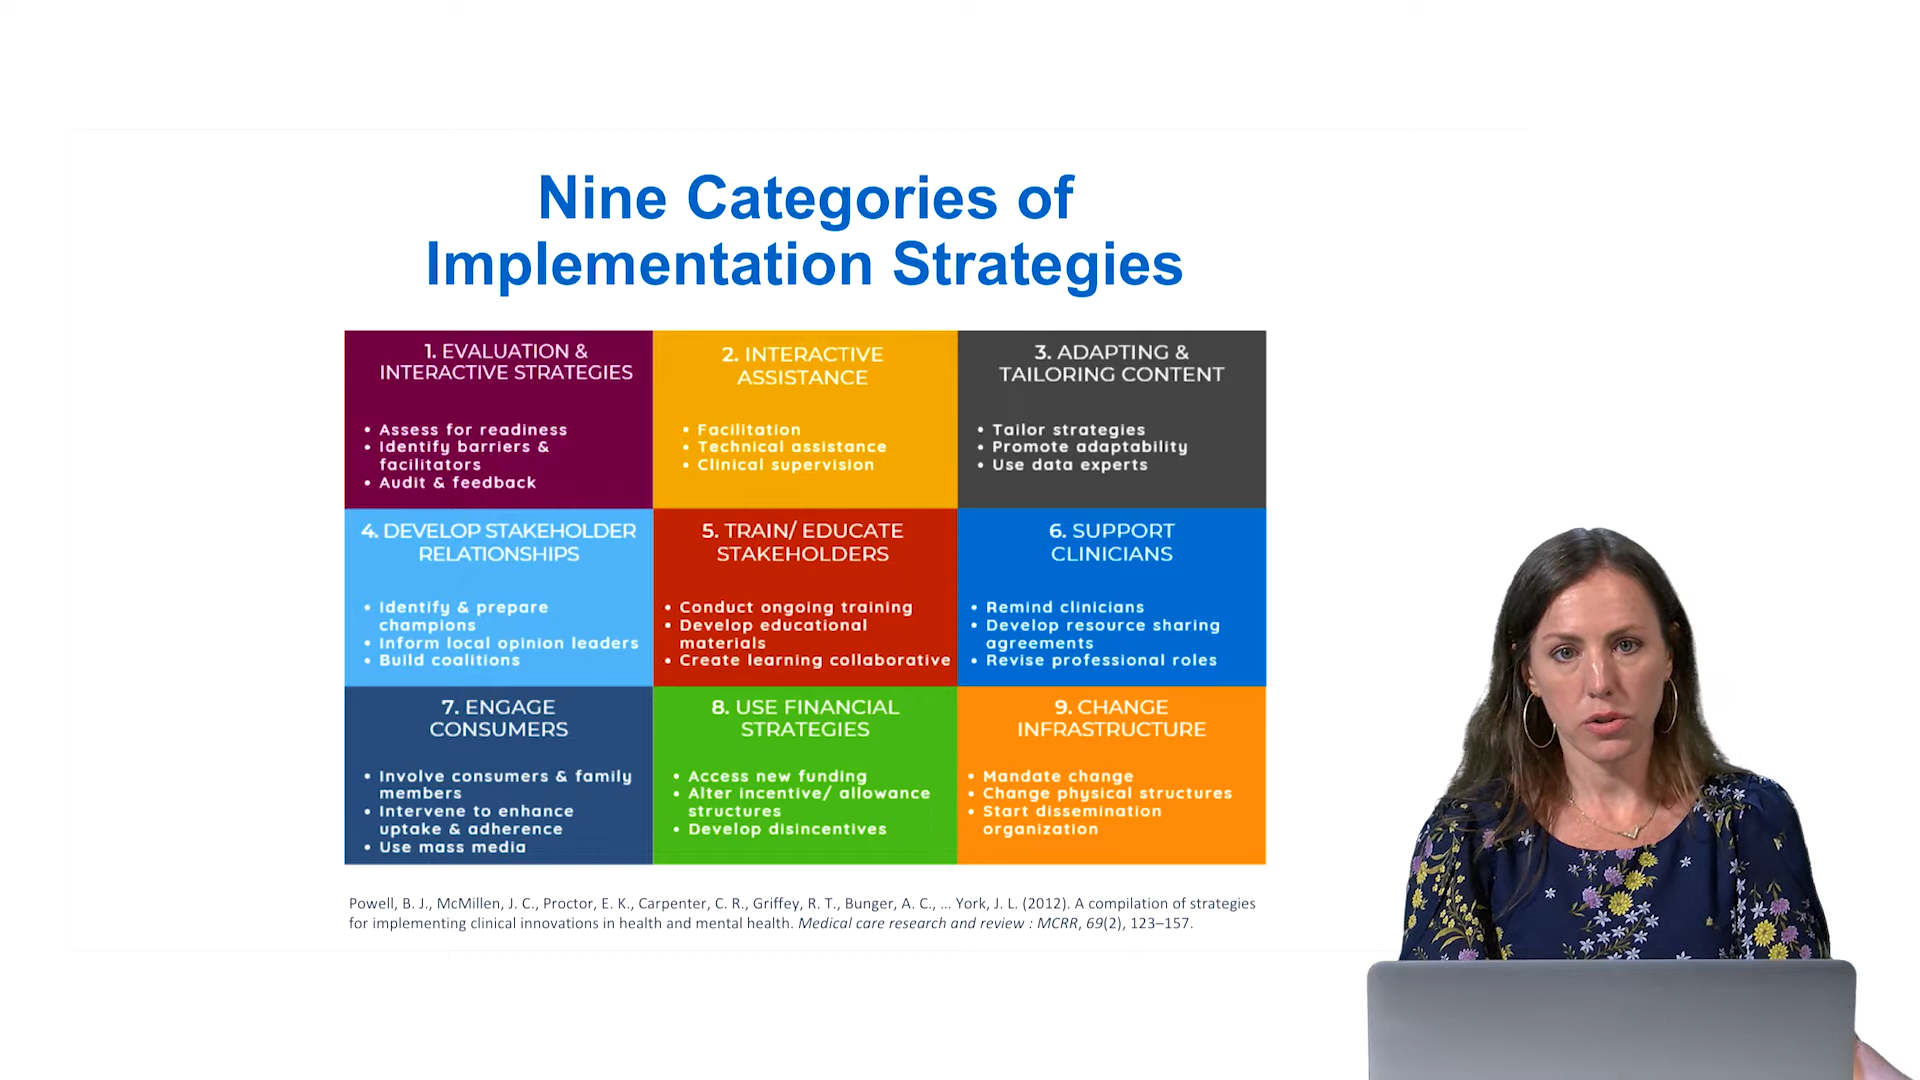 Nine Categories of
Implementation Strategies
1. EVALUATION &
INTERACTIVE STRATEGIES
• Assess for readiness
• Identify barriers &
facilitators
• Audit & feedback
2. INTERACTIVE
ASSISTANCE
• Facilitation
• Technical assistance
• Clinical supervision
3. ADAPTING &
TAILORING CONTENT
• Tailor strategies
• Promote adaptability
• Use data experts
4. DEVELOP STAKEHOLDER
RELATIONSHIPS
• Identify & prepare
champions
• Inform local opinion leaders
• Build coalitions
5. TRAIN/ EDUCATE
STAKEHOLDERS
• Conduct ongoing training
• Develop educational
materials
• Create learning collaborative
6. SUPPORT
CLINICIANS
• Remind clinicians
• Develop resource sharing
agreements
• Revise professional roles
7. ENGAGE
CONSUMERS
• Involve consumers & family
members
• Intervene to enhance
uptake & adherence
• Use mass media
8. USE FINANCIAL
STRATEGIES
• Access new funding
• Alter incentive/ allowance
structures
• Develop disincentives
9. CHANGE
INFRASTRUCTURE
• Mandate change
• Change physical structures
• Start dissemination
organization
Powell, B. J., McMillen, J. C., Proctor, E. K., Carpenter, C. R., Griffey, R. T., Bunger, A. C., ... York, J. L. (2012). A compilation of strategies
for implementing clinical innovations in health and mental health. Medical care research and review : MCRR, 69(2), 123–157.